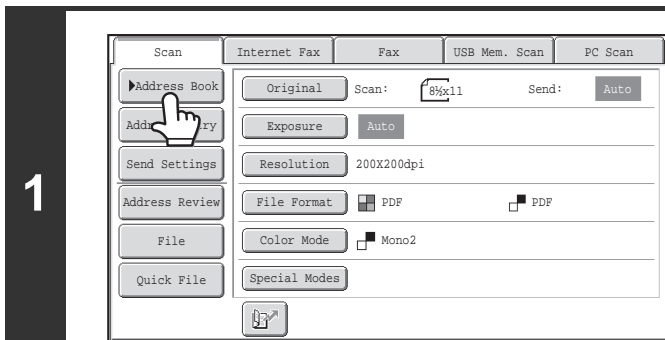 1
Scan Internet Fax Fax USB Mem. Scan PC Scan
Address Book Original Scan: 8½x11 Send: Auto
Exposure Auto
Send Settings Resolution 200X200dpi
Address Review File Format PDF PDF
File Color Mode Mono2
Quick File Special Modes